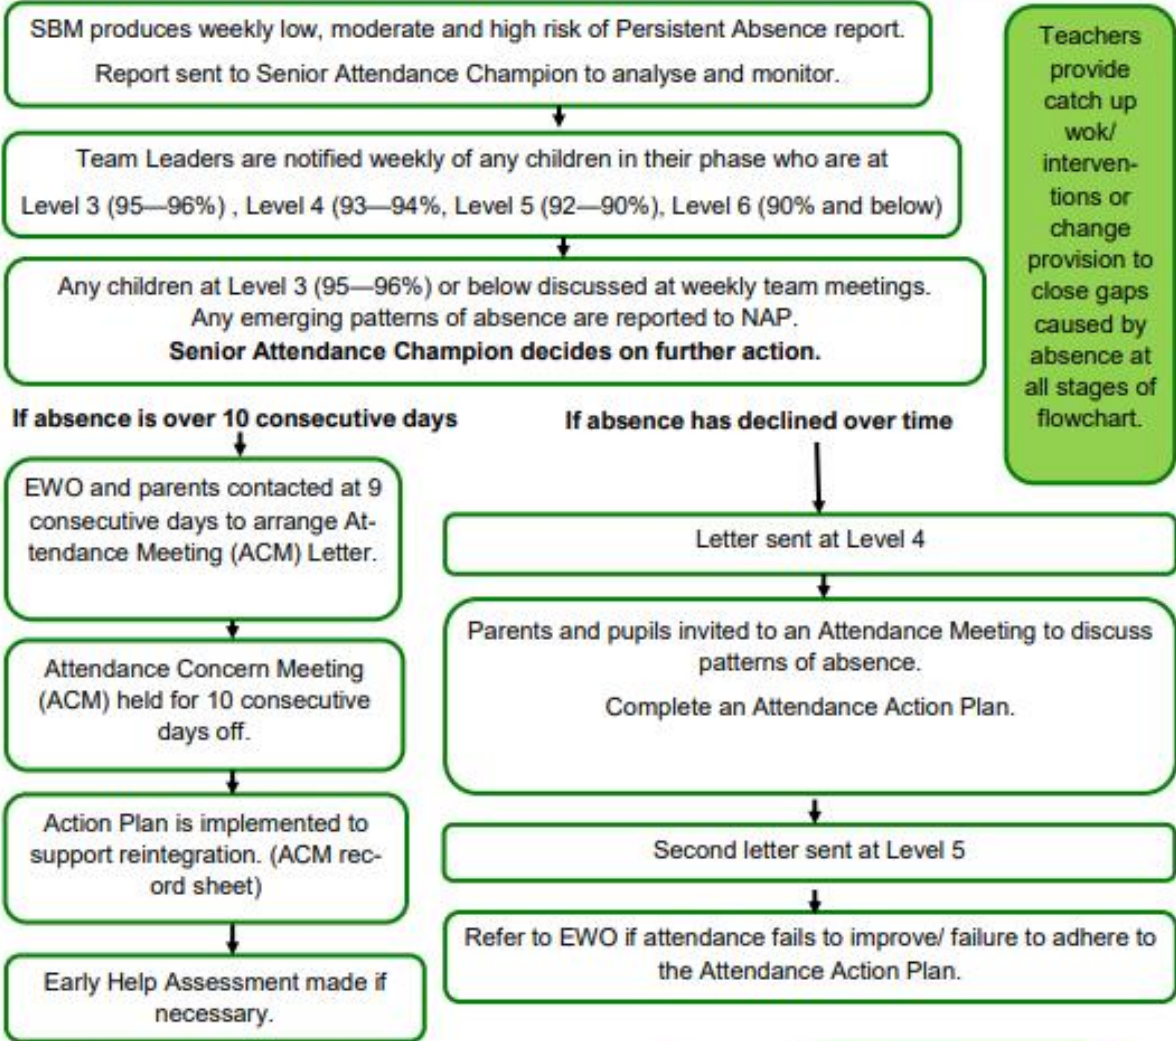 SBM produces weekly low, moderate and high risk of Persistent Absence report.
Report sent to Senior Attendance Champion to analyse and monitor.
Team Leaders are notified weekly of any children in their phase who are at
Level 3 (95—96%) , Level 4 (93—94%, Level 5 (92—90%), Level 6 (90% and below)
Any children at Level 3 (95—96%) or below discussed at weekly team meetings.
Any emerging patterns of absence are reported to NAP.
Senior Attendance Champion decides on further action.
Teachers
provide
catch up
wok/
interven-
tions or
change
provision to
close gaps
caused by
absence at
all stages of
flowchart.
If absence is over 10 consecutive days
EWO and parents contacted at 9
consecutive days to arrange At-
tendance Meeting (ACM) Letter.
Attendance Concern Meeting
(ACM) held for 10 consecutive
days off.
Action Plan is implemented to
support reintegration. (ACM rec-
ord sheet)
Early Help Assessment made if
necessary.
If absence has declined over time
Letter sent at Level 4
Parents and pupils invited to an Attendance Meeting to discuss
patterns of absence.
Complete an Attendance Action Plan.
Second letter sent at Level 5
Refer to EWO if attendance fails to improve/ failure to adhere to
the Attendance Action Plan.